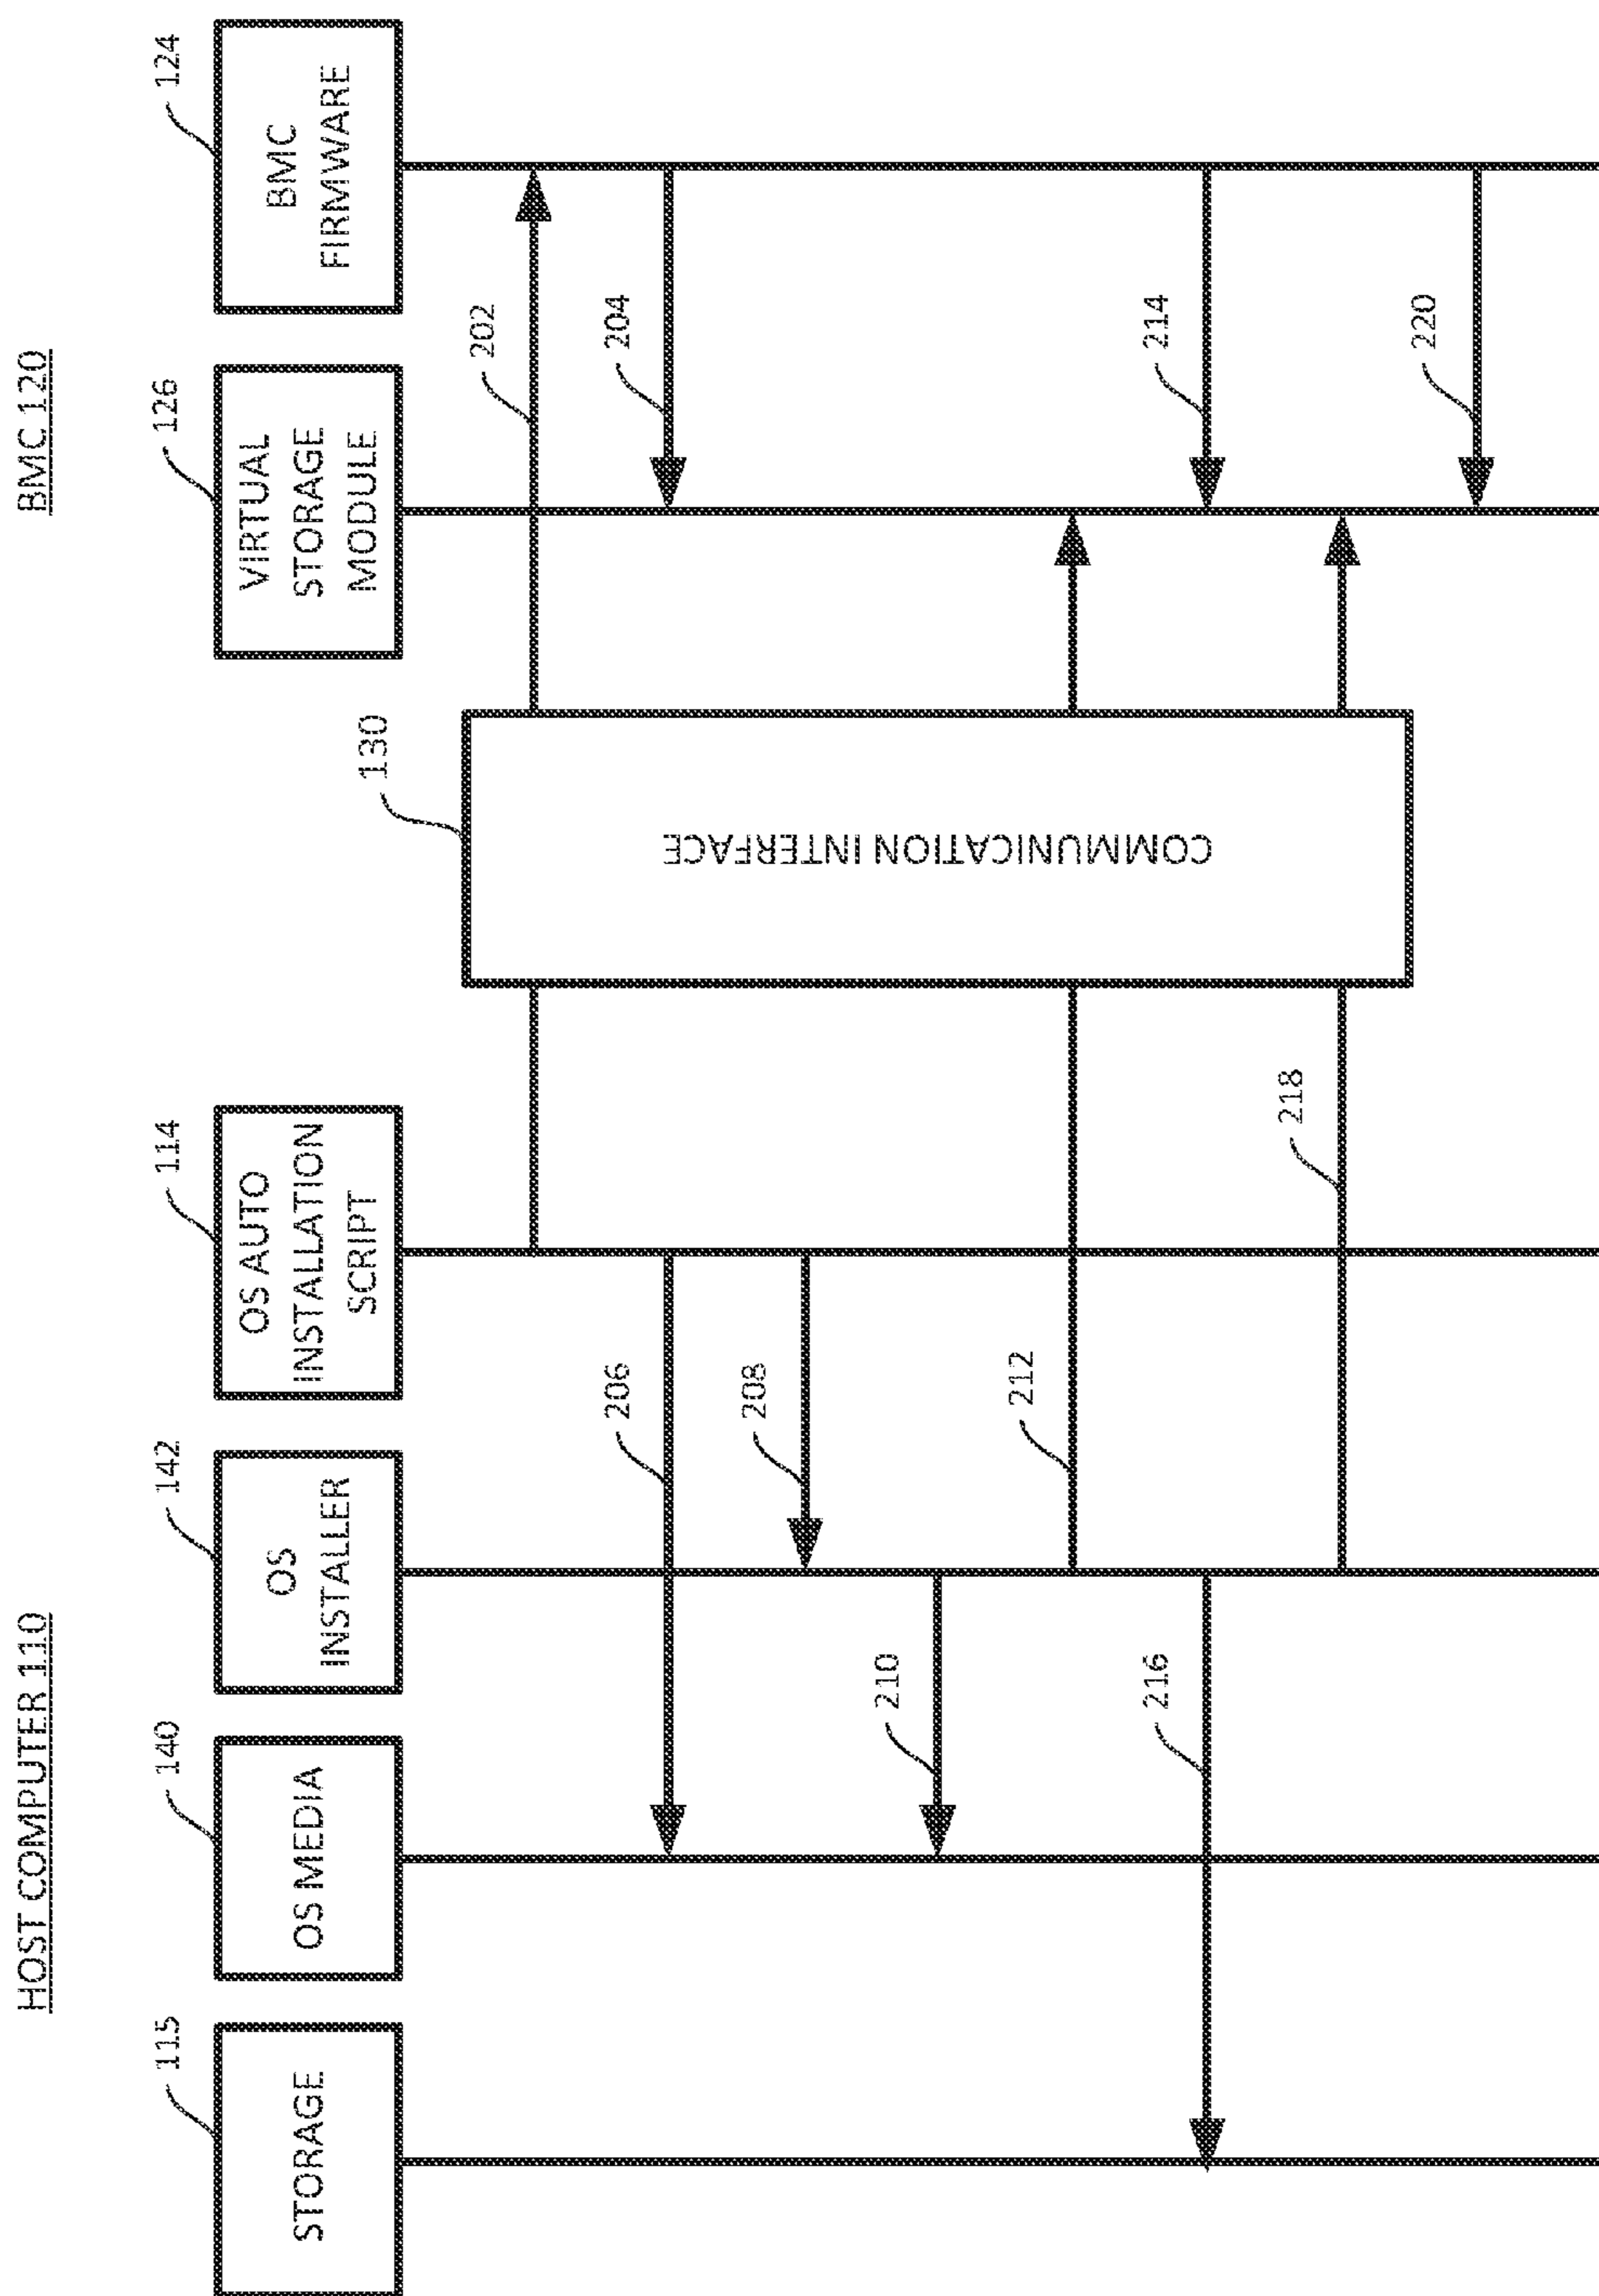 HOST COMPUTER 110
BMC 120
115
140
142
114
126
124
STORAGE
OS MEDIA
OS
INSTALLER
OS AUTO
INSTALLATION
SCRIPT
VIRTUAL
STORAGE
MODULE
BMC
FIRMWARE
130
COMMUNICATION INTERFACE
202
206
204
208
210
212
216
214
218
220